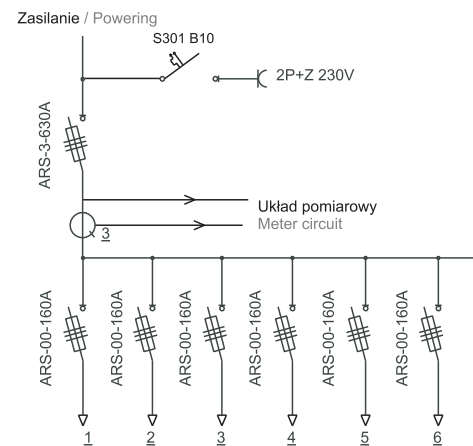 Zasilanie / Powering
S301 B10
2P+Z 230V
ARS-3-630A
Układ pomiarowy
Meter circuit
3
ARS-00-160A
ARS-00-160A
ARS-00-160A
ARS-00-160A
ARS-00-160A
ARS-00-160A
1 2 3 4 5 6